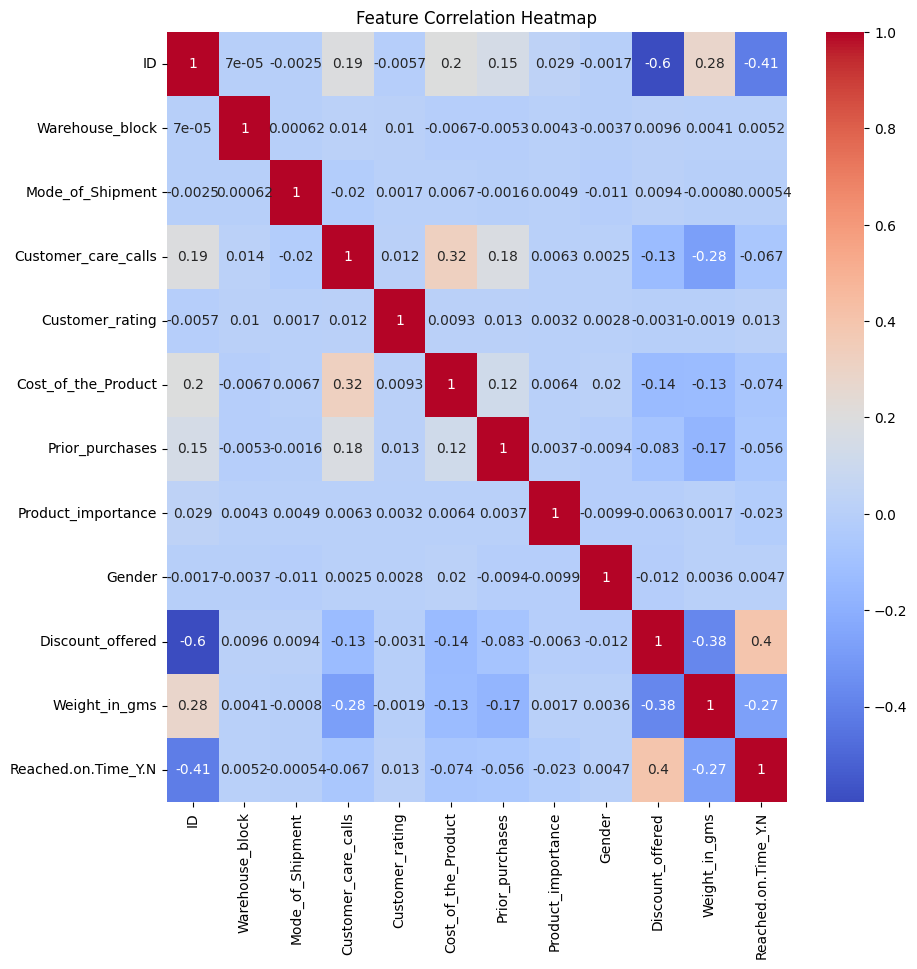 Feature Correlation Heatmap
ID 1 7e-05 -0.0025 0.19 -0.0057 0.2 0.15 0.029 -0.0017 -0.6 0.28 -0.41
Warehouse_block 7e-05 1 0.00062 0.014 0.01 -0.0067 -0.0053 0.0043 -0.0037 0.0096 0.0041 0.0052
Mode_of_Shipment -0.0025 0.00062 1 -0.02 0.0017 0.0067 -0.0016 0.0049 -0.011 0.0094 -0.0008 -0.00054
Customer_care_calls 0.19 0.014 -0.02 1 0.012 0.32 0.18 0.0063 0.0025 -0.13 -0.28 -0.067
Customer_rating -0.0057 0.01 0.0017 0.012 1 0.0093 0.013 0.0032 0.0028 -0.0031 -0.0019 0.013
Cost_of_the_Product 0.2 -0.0067 0.0067 0.32 0.0093 1 0.12 0.0064 0.02 -0.14 -0.13 -0.074
Prior_purchases 0.15 -0.0053 -0.0016 0.18 0.013 0.12 1 0.0037 -0.0094 -0.083 -0.17 -0.056
Product_importance 0.029 0.0043 0.0049 0.0063 0.0032 0.0064 0.0037 1 -0.0099 -0.0063 0.0017 -0.023
Gender -0.0017 -0.0037 -0.011 0.0025 0.0028 0.02 -0.0094 -0.0099 1 -0.012 0.0036 0.0047
Discount_offered -0.6 0.0096 0.0094 -0.13 -0.0031 -0.14 -0.083 -0.0063 -0.012 1 -0.38 0.4
Weight_in_gms 0.28 0.0041 -0.0008 -0.28 -0.0019 -0.13 -0.17 0.0017 0.0036 -0.38 1 -0.27
Reached.on.Time_Y.N -0.41 0.0052 -0.00054 -0.067 0.013 -0.074 -0.056 -0.023 0.0047 0.4 -0.27 1
ID
Warehouse_block
Mode_of_Shipment
Customer_care_calls
Customer_rating
Cost_of_the_Product
Prior_purchases
Product_importance
Gender
Discount_offered
Weight_in_gms
Reached.on.Time_Y.N
1.0
0.8
0.6
0.4
0.2
0.0
−0.2
−0.4